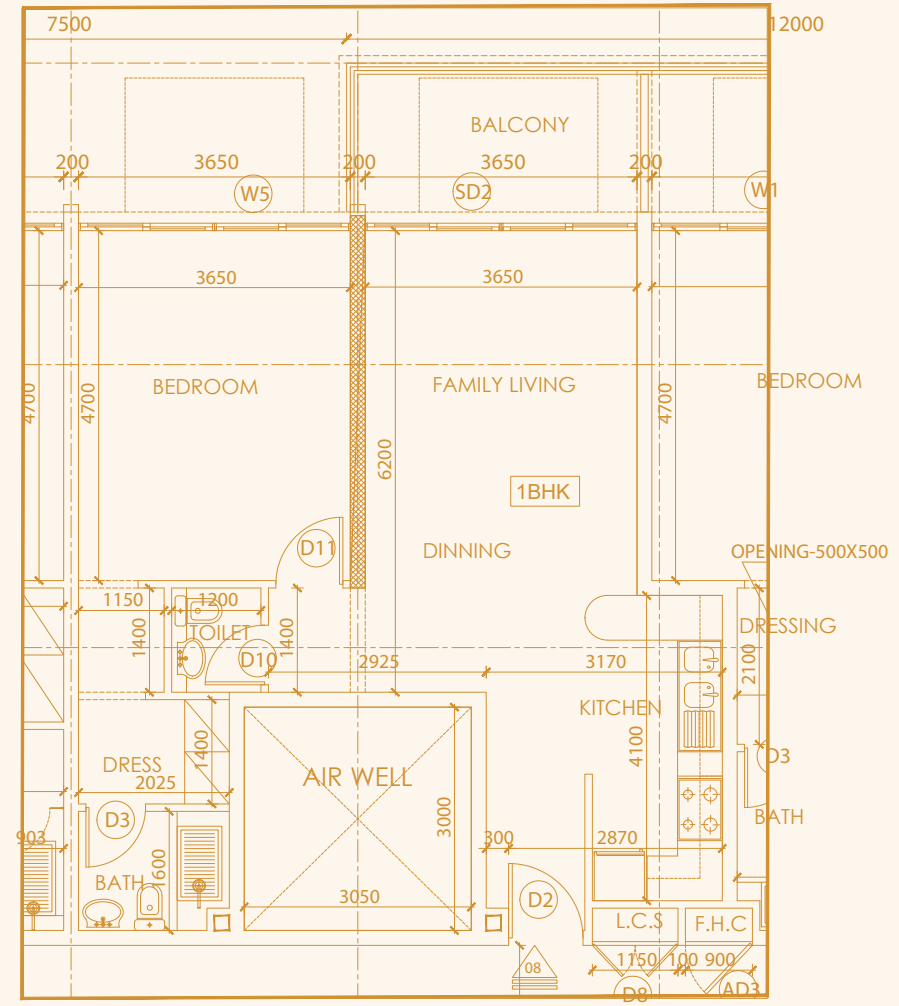 7500 12000
BALCONY
200 3650 200 3650 200
W5 SD2 W1
3650 3650
4700 4700 BEDROOM FAMILY LIVING 4700 BEDROOM
6200
1BHK
D11 DINNING OPENING-500X500
1150 1200
1400 TOILET 1400 DRESSING
D10 2925 3170 2100
KITCHEN
DRESS 1400 AIR WELL 4100 D3
2025
D3 3000 BATH
903 300 2870
1600
BATH 3050 D2
L.C.S F.H.C
08 1150 100 900
D8 AD3